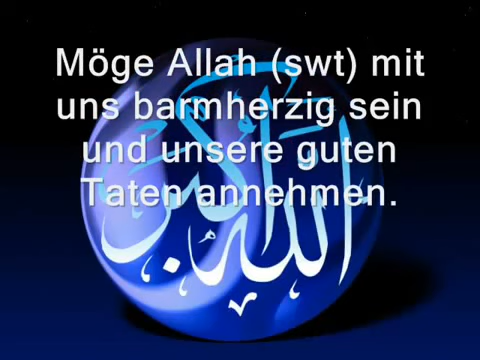 Möge Allah (swt) mit
uns barmherzig sein
und unsere guten
Taten annehmen.
الله أكبر